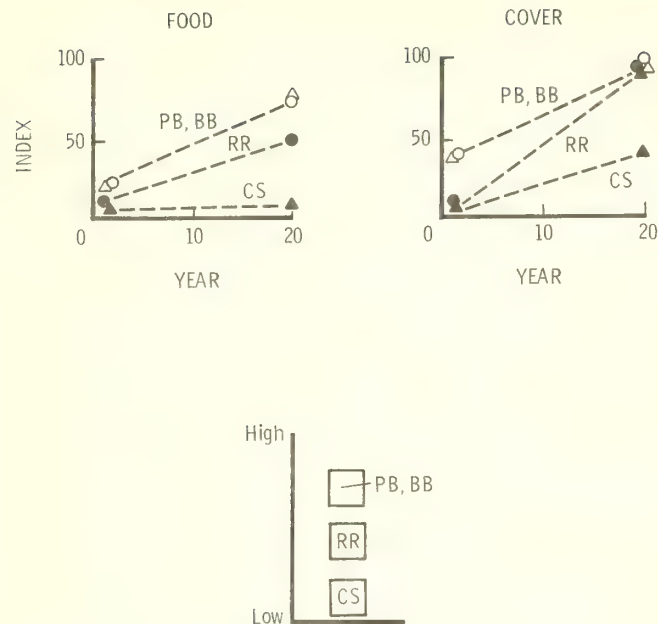 FOOD
100
50
INDEX
PB, BB
RR
CS
0
10
20
YEAR
COVER
100
50
PB, BB
RR
CS
0
10
20
YEAR
High
PB, BB
RR
CS
Low